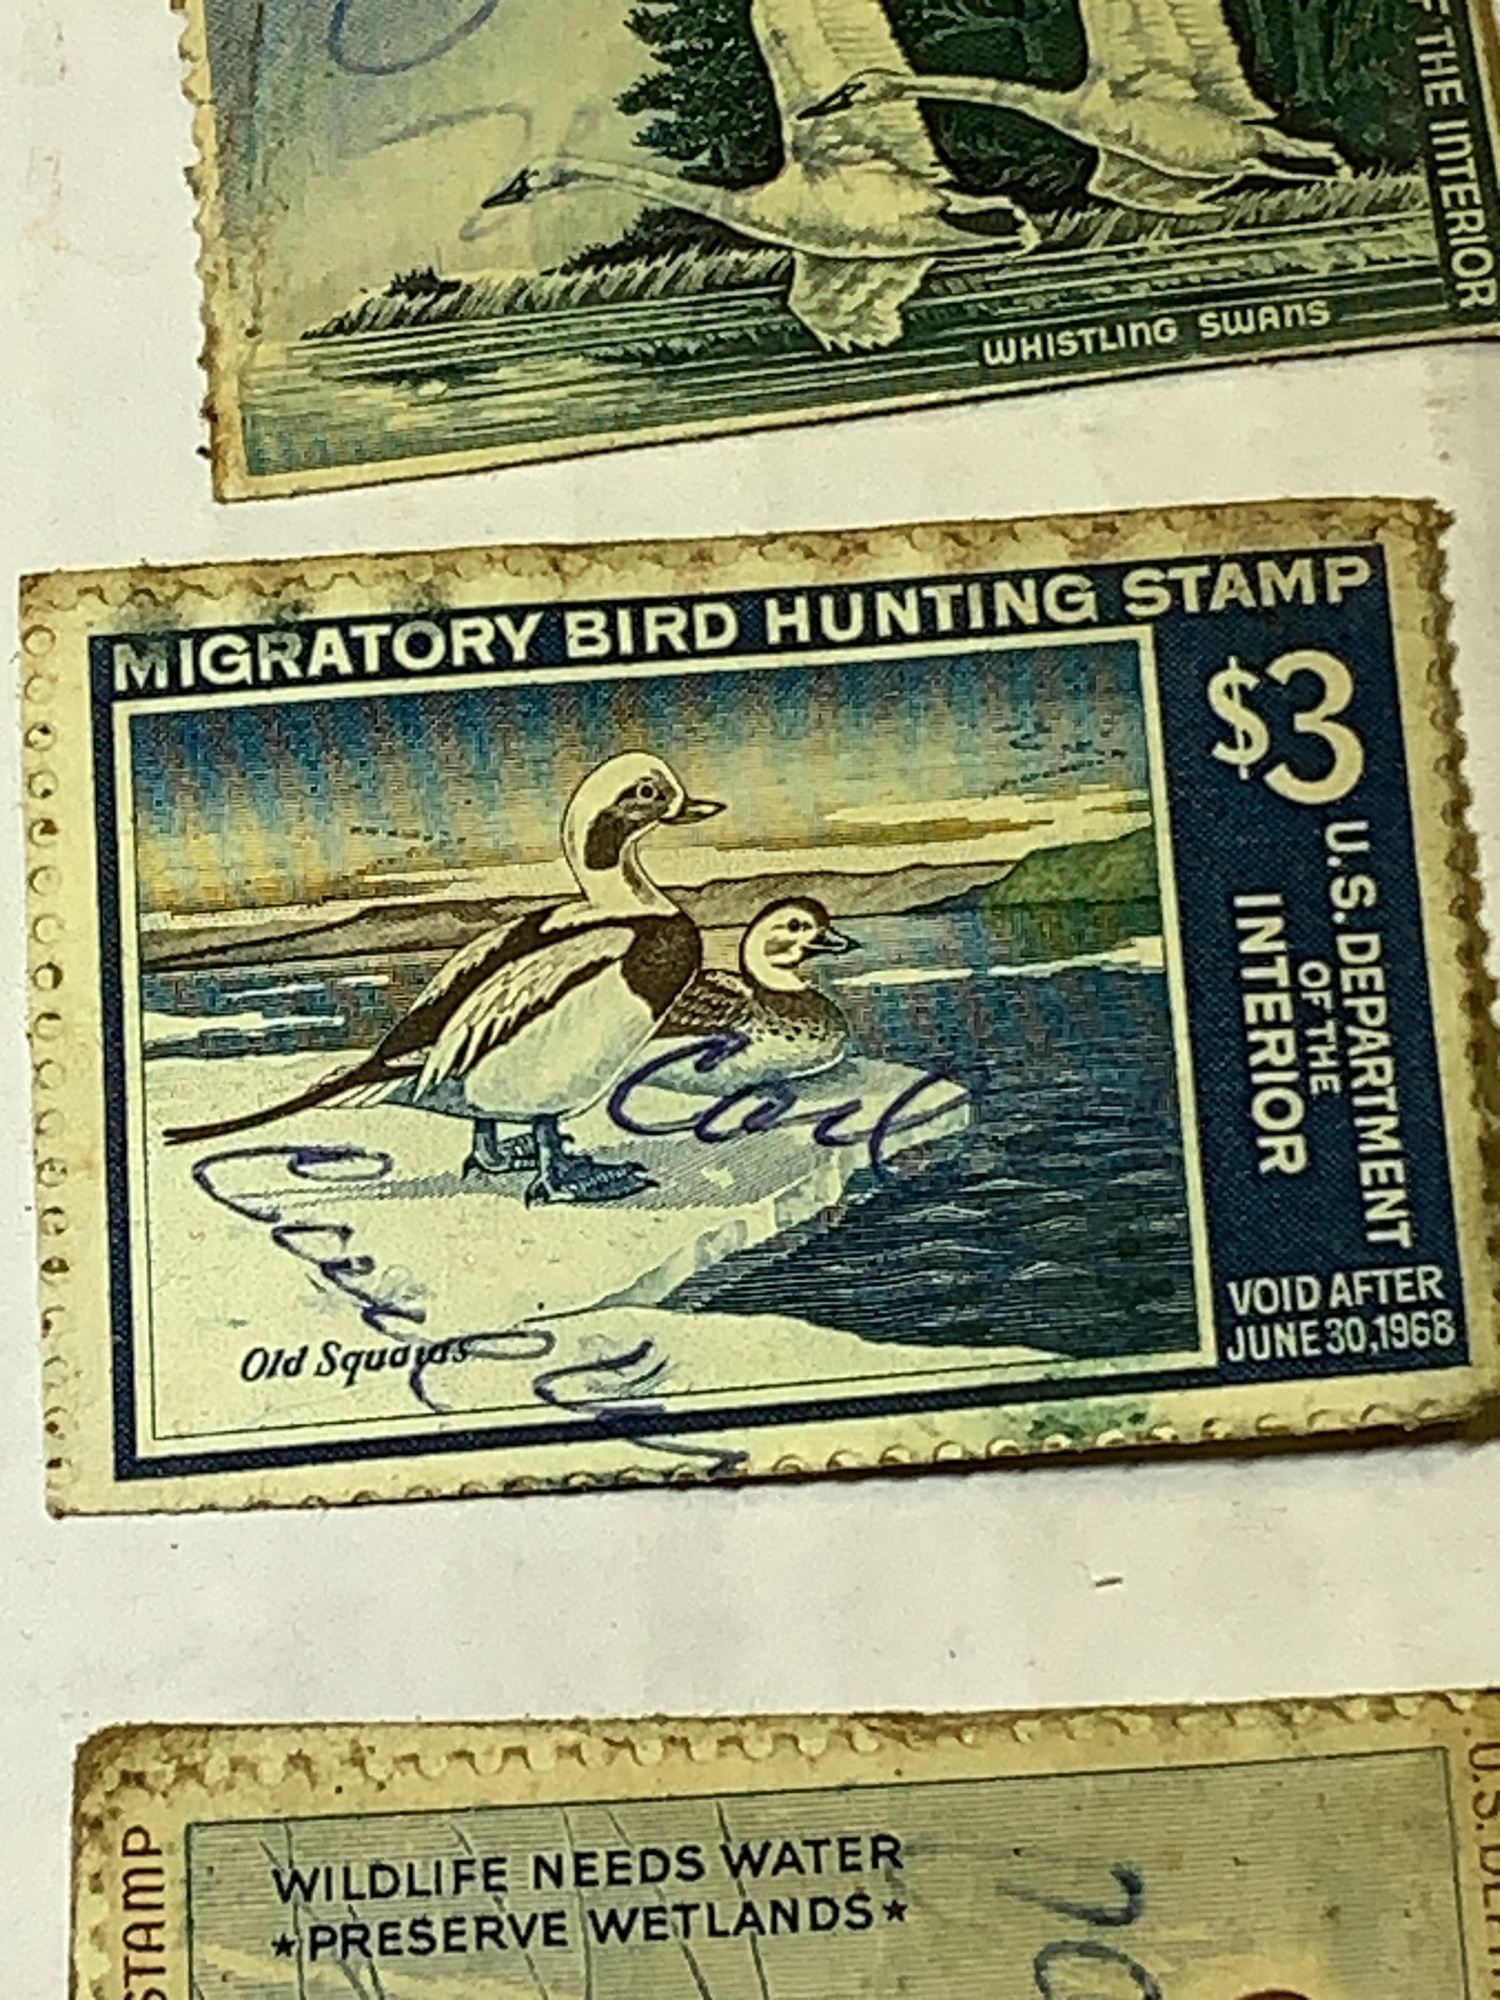 F THE INTERIOR
WHISTLING SWANS
MIGRATORY BIRD HUNTING STAMP
$3
U.S. DEPARTMENT
OF THE
INTERIOR
VOID AFTER
JUNE 30, 1968
Carl
Old Squaws
STAMP
WILDLIFE NEEDS WATER
★PRESERVE WETLANDS★